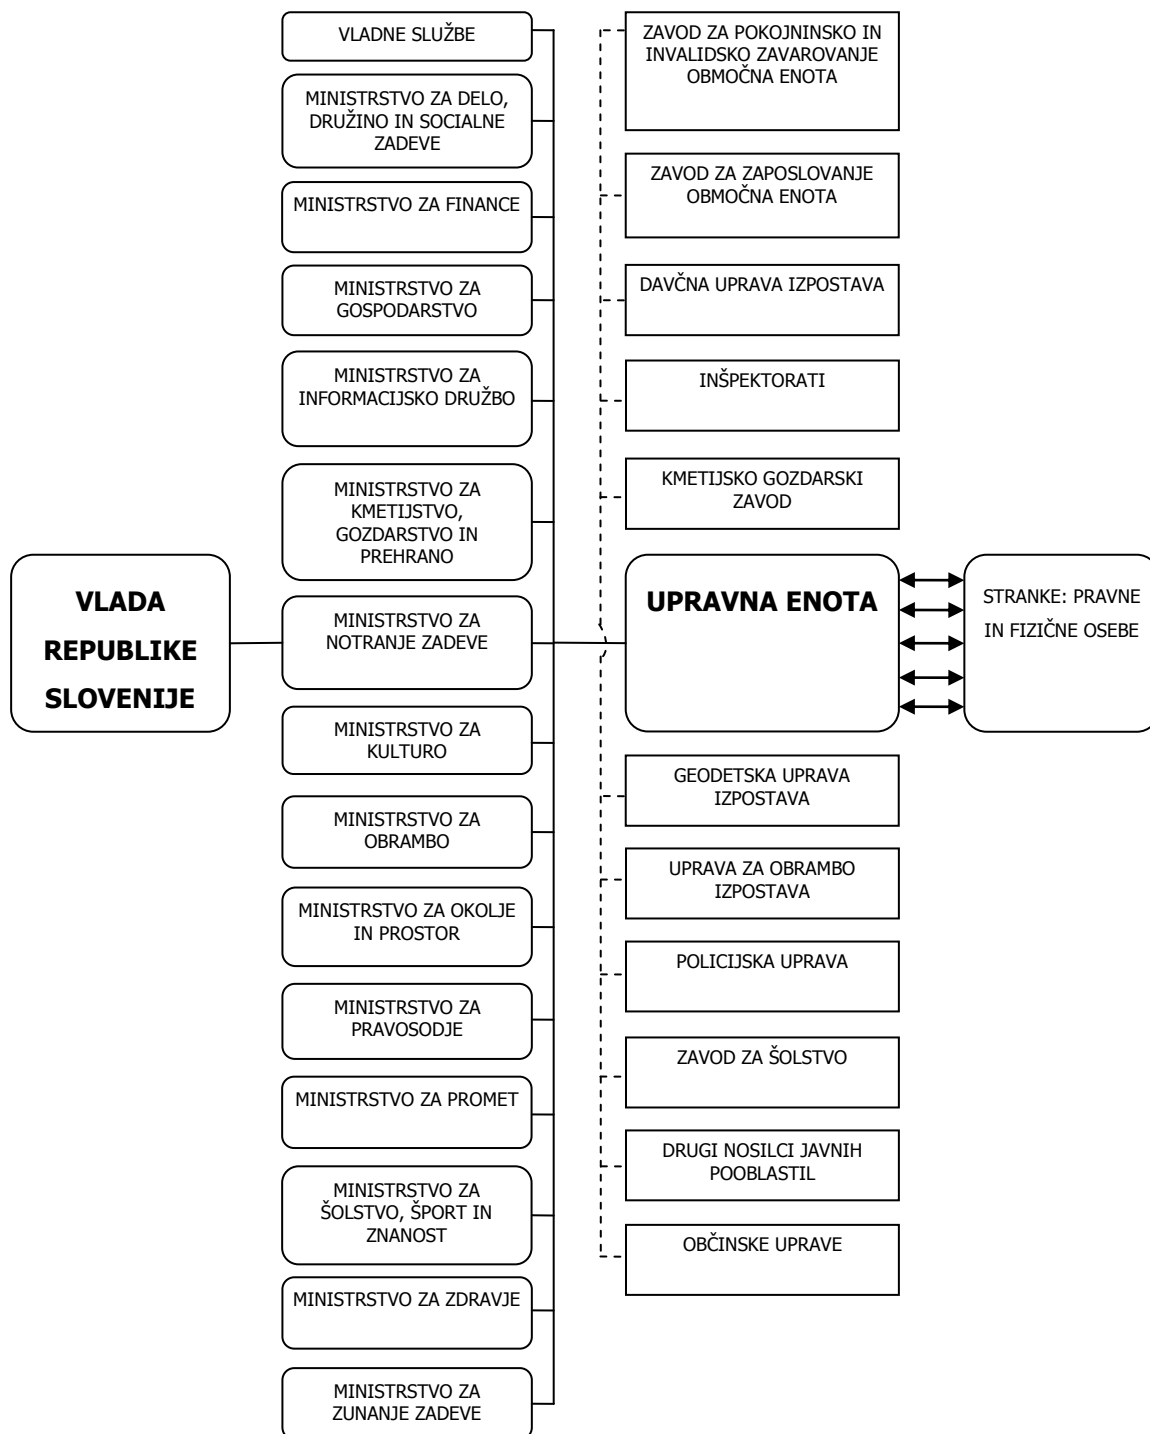 VLADA
REPUBLIKE
SLOVENIJE
VLADNE SLUŽBE
MINISTRSTVO ZA DELO,
DRUŽINO IN SOCIALNE
ZADEVE
MINISTRSTVO ZA FINANCE
MINISTRSTVO ZA
GOSPODARSTVO
MINISTRSTVO ZA
INFORMACIJSKO DRUŽBO
MINISTRSTVO ZA
KMETIJSTVO,
GOZDARSTVO IN
PREHRANO
MINISTRSTVO ZA
NOTRANJE ZADEVE
MINISTRSTVO ZA
KULTURO
MINISTRSTVO ZA
OBRAMBO
MINISTRSTVO ZA OKOLJE
IN PROSTOR
MINISTRSTVO ZA
PRAVOSODJE
MINISTRSTVO ZA PROMET
MINISTRSTVO ZA
ŠOLSTVO, ŠPORT IN
ZNANOST
MINISTRSTVO ZA ZDRAVJE
MINISTRSTVO ZA
ZUNANJE ZADEVE
ZAVOD ZA POKOJNINSKO IN
INVALIDSKO ZAVAROVANJE
OBMOČNA ENOTA
ZAVOD ZA ZAPOSLOVANJE
OBMOČNA ENOTA
DAVČNA UPRAVA IZPOSTAVA
INŠPEKTORATI
KMETIJSKO GOZDARSKI
ZAVOD
UPRAVNA ENOTA
GEODETSKA UPRAVA
IZPOSTAVA
UPRAVA ZA OBRAMBO
IZPOSTAVA
POLICIJSKA UPRAVA
ZAVOD ZA ŠOLSTVO
DRUGI NOSILCI JAVNIH
POOBLASTIL
OBČINSKE UPRAVE
STRANKE: PRAVNE
IN FIZIČNE OSEBE